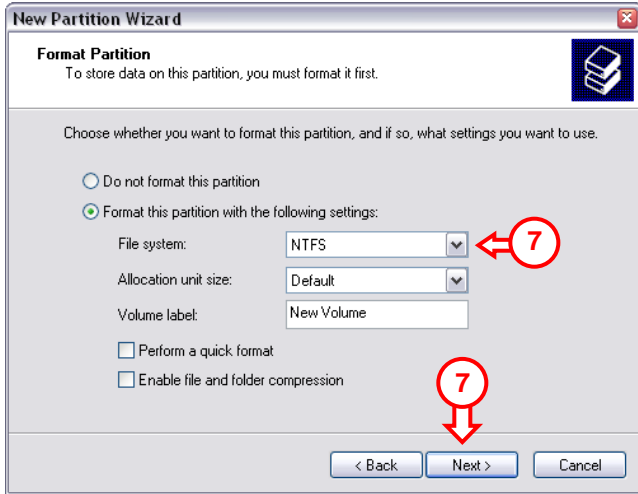 New Partition Wizard
Format Partition
To store data on this partition, you must format it first.
Choose whether you want to format this partition, and if so, what settings you want to use.
Do not format this partition
Format this partition with the following settings:
File system: NTFS 7
Allocation unit size: Default
Volume label: New Volume
Perform a quick format
Enable file and folder compression
7
< Back Next > Cancel